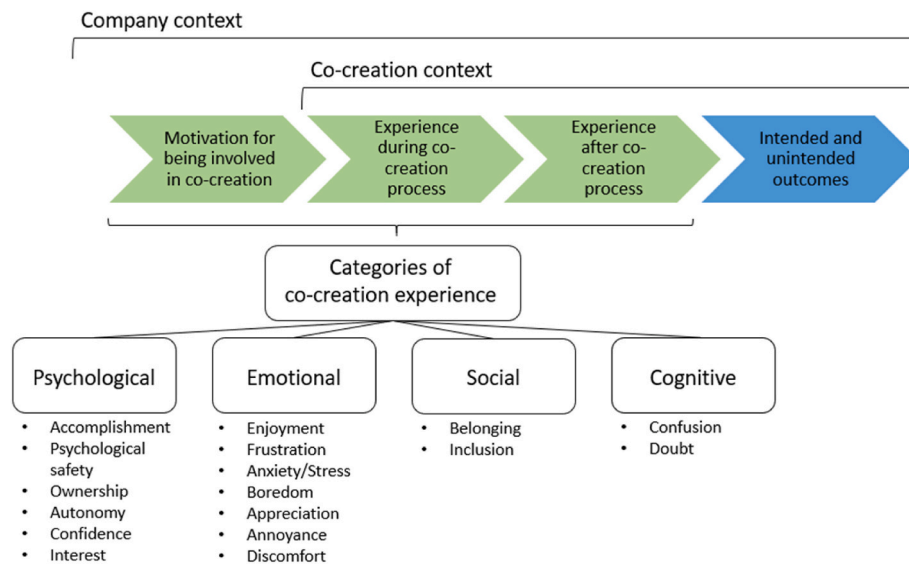 Company context
Co-creation context
Motivation for
being involved
in co-creation
Experience
during co-
creation
process
Experience
after co-
creation
process
Intended and
unintended
outcomes
Categories of
co-creation experience
Psychological
• Accomplishment
• Psychological
safety
• Ownership
• Autonomy
• Confidence
• Interest
Emotional
• Enjoyment
• Frustration
• Anxiety/Stress
• Boredom
• Appreciation
• Annoyance
• Discomfort
Social
• Belonging
• Inclusion
Cognitive
• Confusion
• Doubt